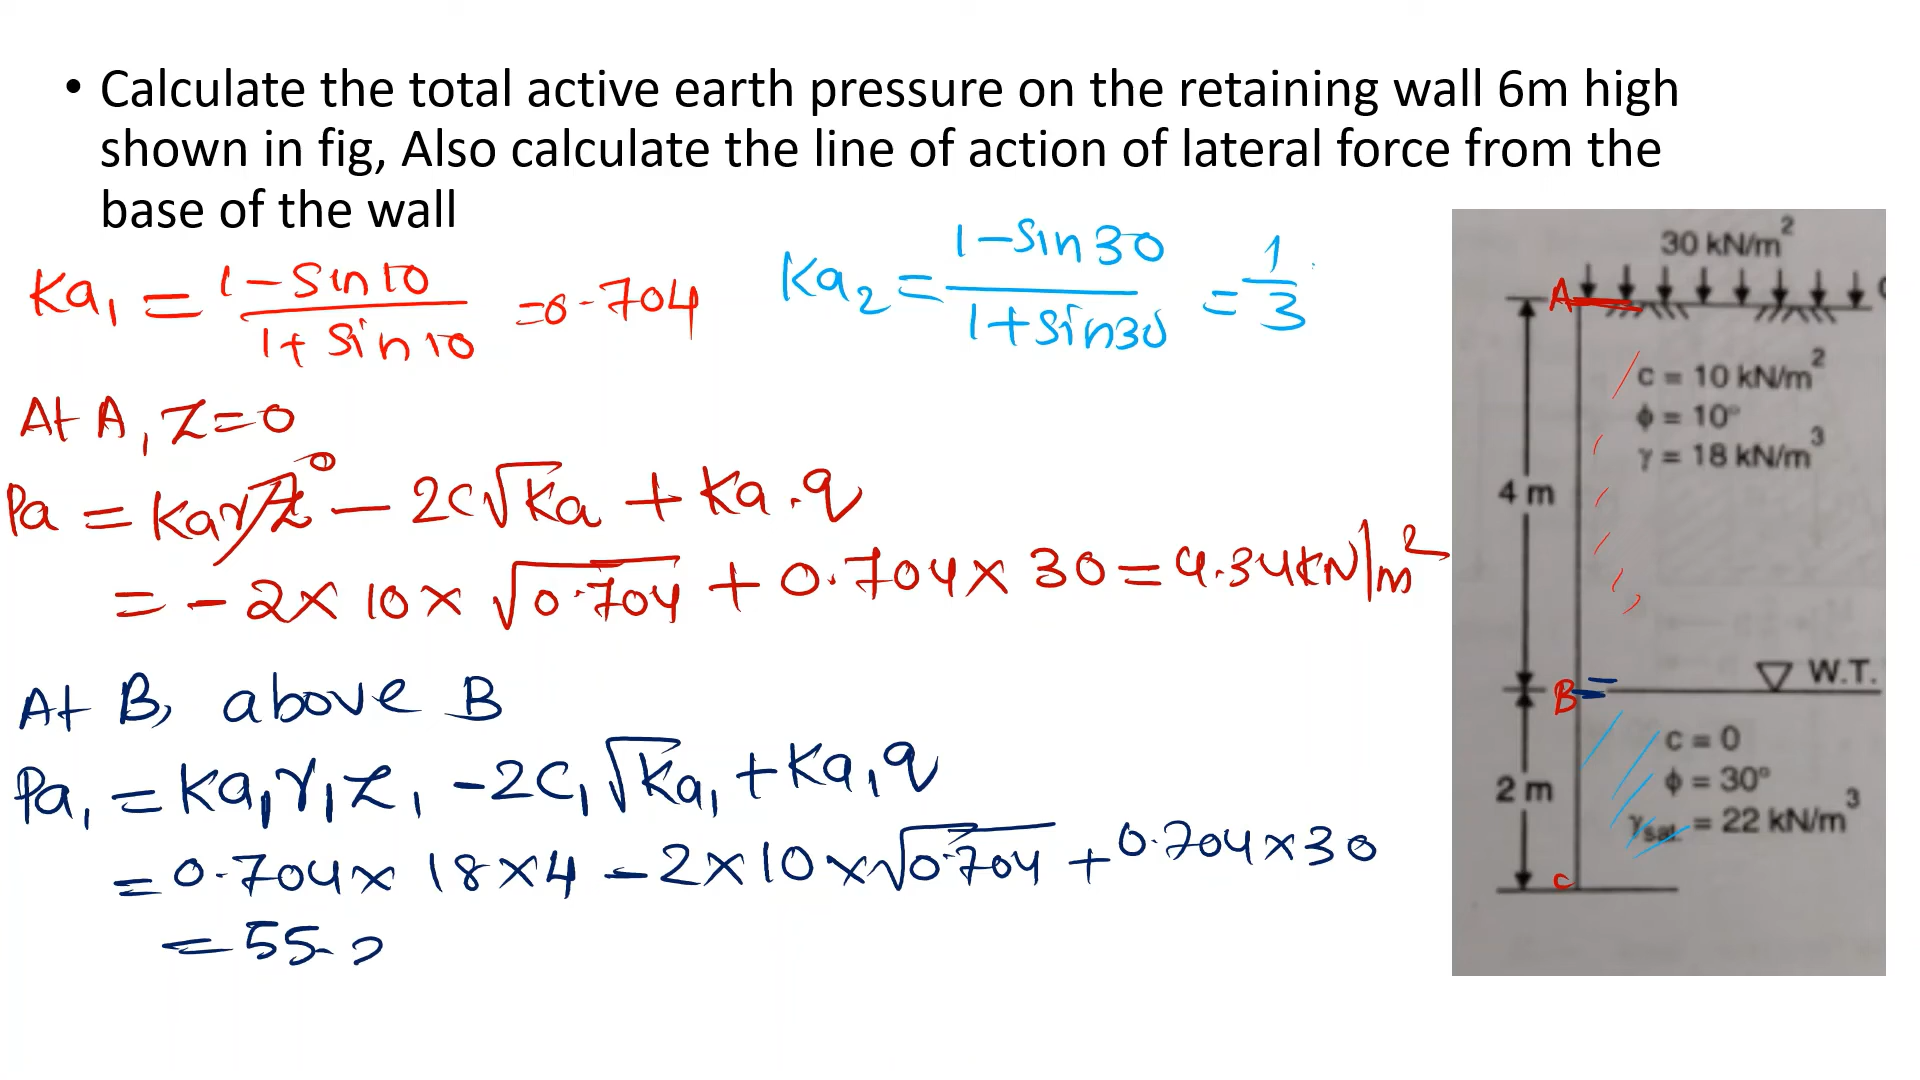 • Calculate the total active earth pressure on the retaining wall 6m high
shown in fig, Also calculate the line of action of lateral force from the
base of the wall
Ka₁ = (1-Sin10)/(1+Sin10) =0.704
Ka₂ = (1-Sin30)/(1+sin30) = 1/3
At A, Z=0
Pa = KaγZ⁰ - 2C√Ka + Ka.q
= -2×10×√0.704 + 0.704×30 = 4.34KN/m²
At B, above B
Pa₁ = Ka₁γ₁Z₁ -2C₁√Ka₁ +Ka₁q
= 0.704×18×4 -2×10×√0.704 +0.704×30
=55.
30 kN/m²
A
c = 10 kN/m²
ϕ = 10°
γ = 18 kN/m³
4 m
W.T.
B
c = 0
ϕ = 30°
2 m
γsat. = 22 kN/m³
C